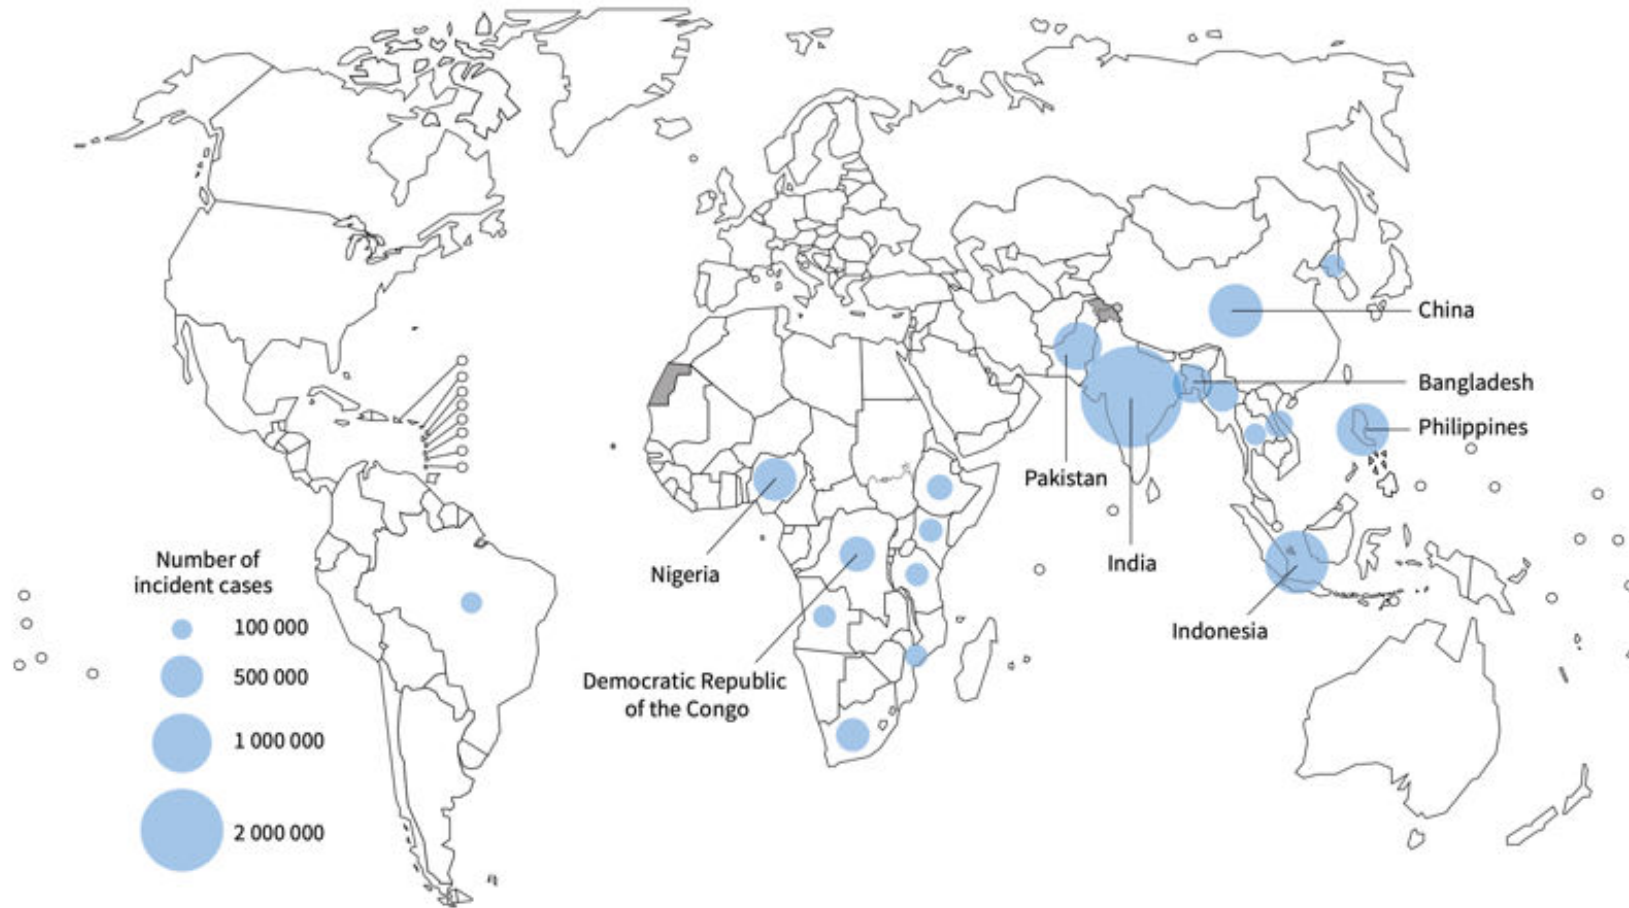 China
Bangladesh
Philippines
Pakistan
India
Nigeria
Indonesia
Democratic Republic
of the Congo
Number of
incident cases
100 000
500 000
1 000 000
2 000 000